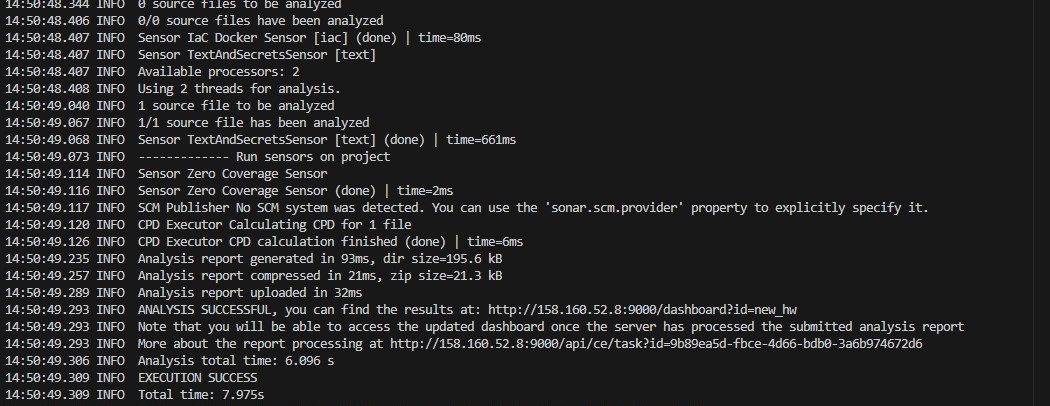 14:50:48.344 INFO  0 source files to be analyzed
14:50:48.406 INFO  0/0 source files have been analyzed
14:50:48.407 INFO  Sensor IaC Docker Sensor [iac] (done) | time=80ms
14:50:48.407 INFO  Sensor TextAndSecretsSensor [text]
14:50:48.407 INFO  Available processors: 2
14:50:48.408 INFO  Using 2 threads for analysis.
14:50:49.040 INFO  1 source file to be analyzed
14:50:49.067 INFO  1/1 source file has been analyzed
14:50:49.068 INFO  Sensor TextAndSecretsSensor [text] (done) | time=661ms
14:50:49.073 INFO  ------------- Run sensors on project
14:50:49.114 INFO  Sensor Zero Coverage Sensor
14:50:49.116 INFO  Sensor Zero Coverage Sensor (done) | time=2ms
14:50:49.117 INFO  SCM Publisher No SCM system was detected. You can use the 'sonar.scm.provider' property to explicitly specify it.
14:50:49.120 INFO  CPD Executor Calculating CPD for 1 file
14:50:49.126 INFO  CPD Executor CPD calculation finished (done) | time=6ms
14:50:49.235 INFO  Analysis report generated in 93ms, dir size=195.6 kB
14:50:49.257 INFO  Analysis report compressed in 21ms, zip size=21.3 kB
14:50:49.289 INFO  Analysis report uploaded in 32ms
14:50:49.293 INFO  ANALYSIS SUCCESSFUL, you can find the results at: http://158.160.52.8:9000/dashboard?id=new_hw
14:50:49.293 INFO  Note that you will be able to access the updated dashboard once the server has processed the submitted analysis report
14:50:49.293 INFO  More about the report processing at http://158.160.52.8:9000/api/ce/task?id=9b89ea5d-fbce-4d66-bdb0-3a6b974672d6
14:50:49.306 INFO  Analysis total time: 6.096 s
14:50:49.309 INFO  EXECUTION SUCCESS
14:50:49.309 INFO  Total time: 7.975s